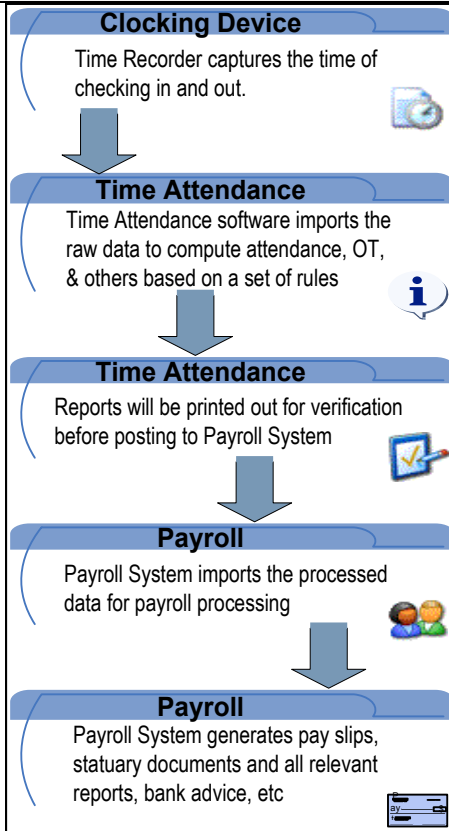 Clocking Device
Time Recorder captures the time of
checking in and out.
Time Attendance
Time Attendance software imports the
raw data to compute attendance, OT,
& others based on a set of rules
Time Attendance
Reports will be printed out for verification
before posting to Payroll System
Payroll
Payroll System imports the processed
data for payroll processing
Payroll
Payroll System generates pay slips,
statuary documents and all relevant
reports, bank advice, etc